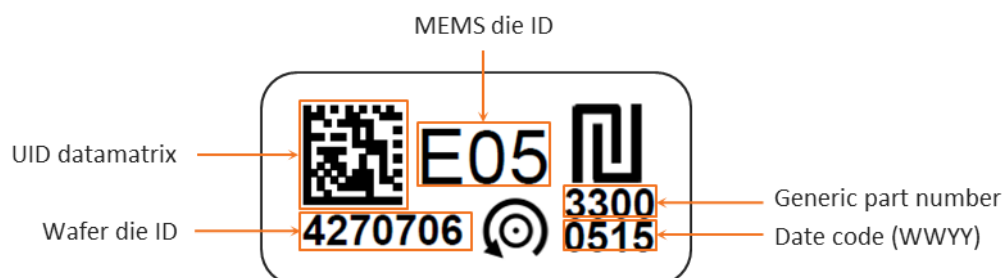 MEMS die ID
UID datamatrix
E05
3300
Generic part number
Wafer die ID
4270706
0515
Date code (WWYY)